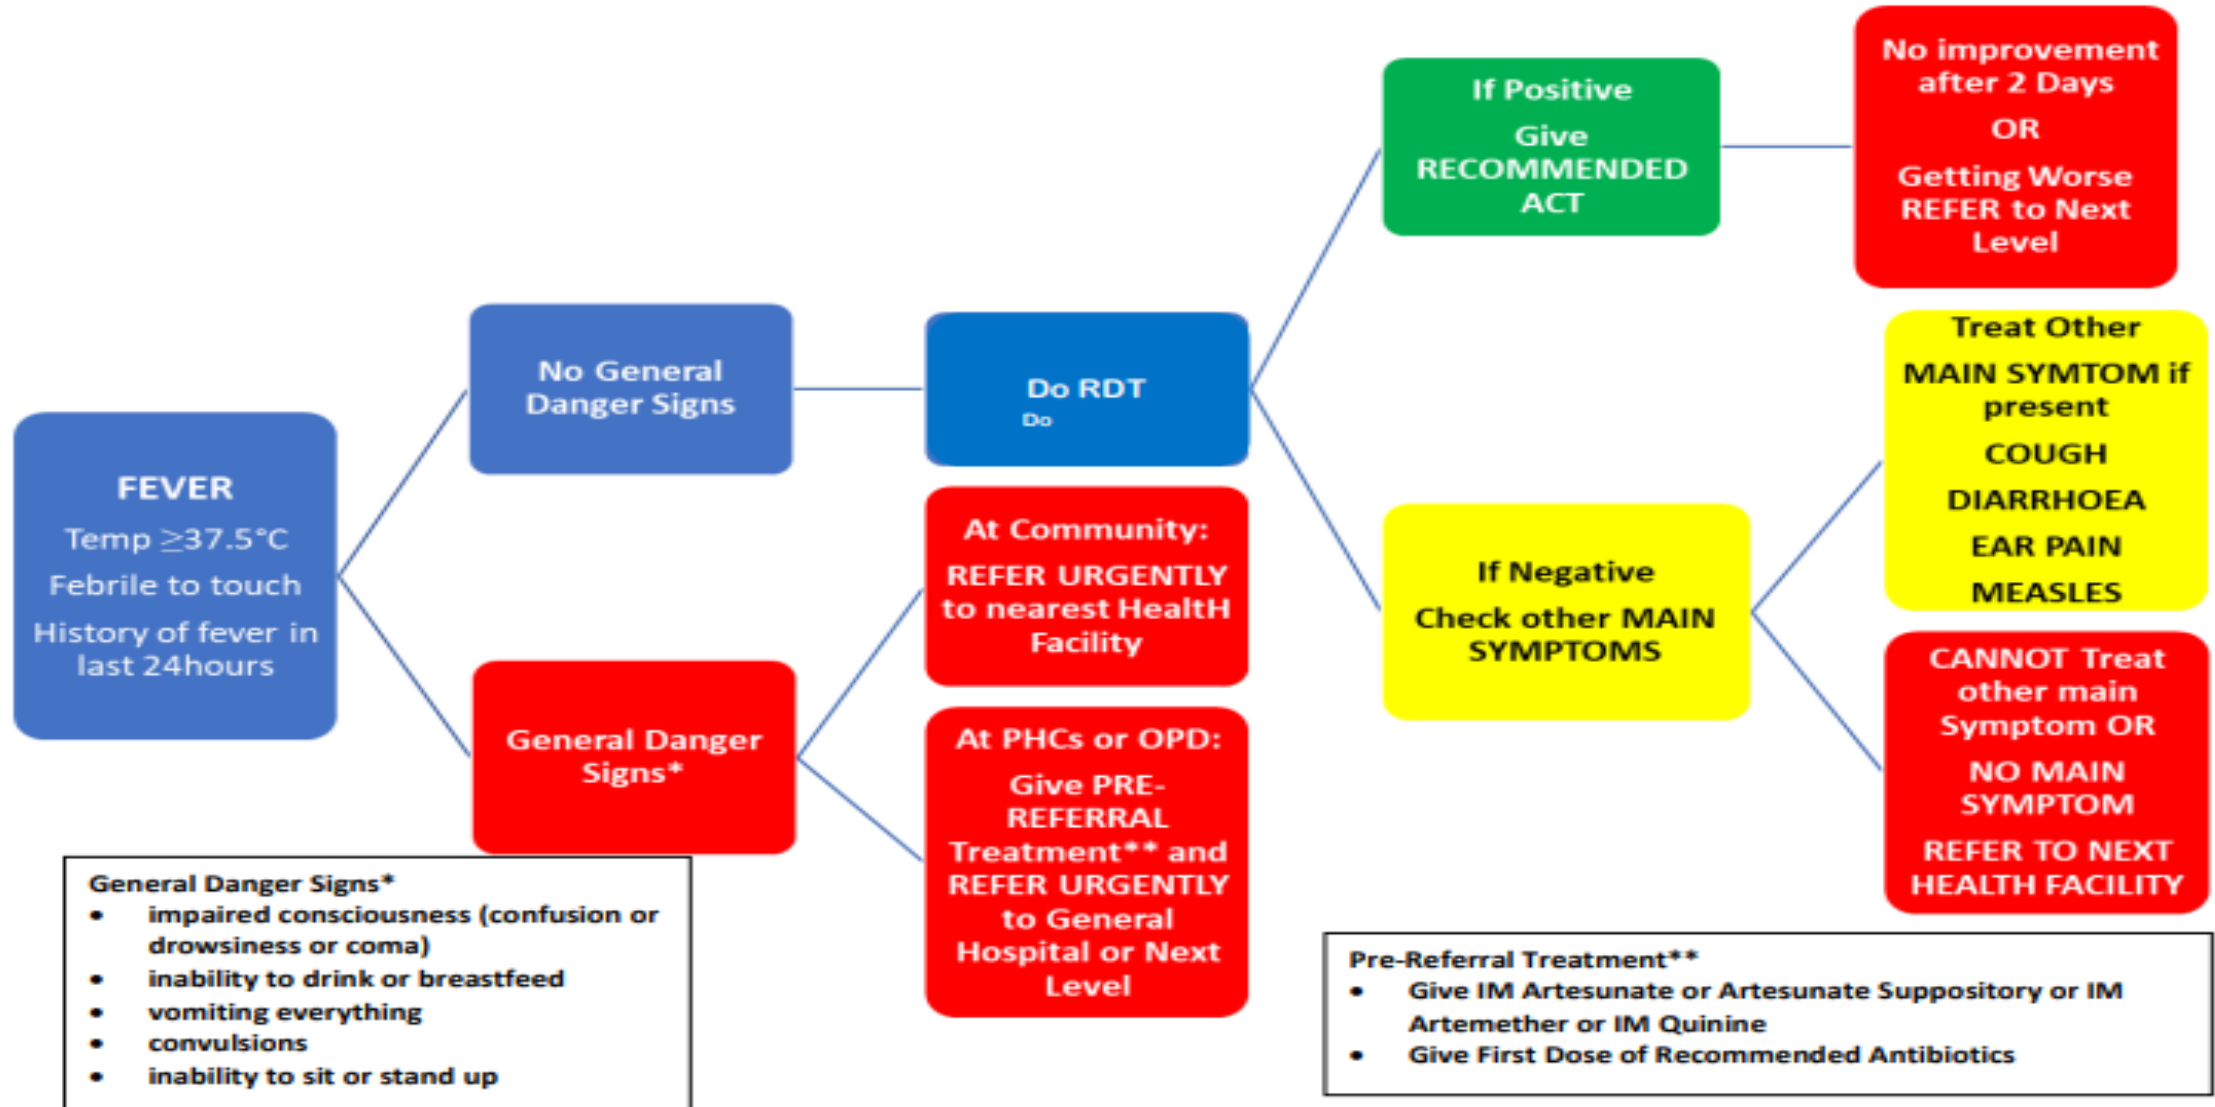 FEVER
Temp ≥37.5°C
Febrile to touch
History of fever in
last 24hours
No General
Danger Signs
General Danger
Signs*
Do RDT
Do
At Community:
REFER URGENTLY
to nearest HealtH
Facility
At PHCs or OPD:
Give PRE-
REFERRAL
Treatment** and
REFER URGENTLY
to General
Hospital or Next
Level
If Positive
Give
RECOMMENDED
ACT
If Negative
Check other MAIN
SYMPTOMS
No improvement
after 2 Days
OR
Getting Worse
REFER to Next
Level
Treat Other
MAIN SYMTOM if
present
COUGH
DIARRHOEA
EAR PAIN
MEASLES
CANNOT Treat
other main
Symptom OR
NO MAIN
SYMPTOM
REFER TO NEXT
HEALTH FACILITY
General Danger Signs*
• impaired consciousness (confusion or
drowsiness or coma)
• inability to drink or breastfeed
• vomiting everything
• convulsions
• inability to sit or stand up
Pre-Referral Treatment**
• Give IM Artesunate or Artesunate Suppository or IM
Artemether or IM Quinine
• Give First Dose of Recommended Antibiotics